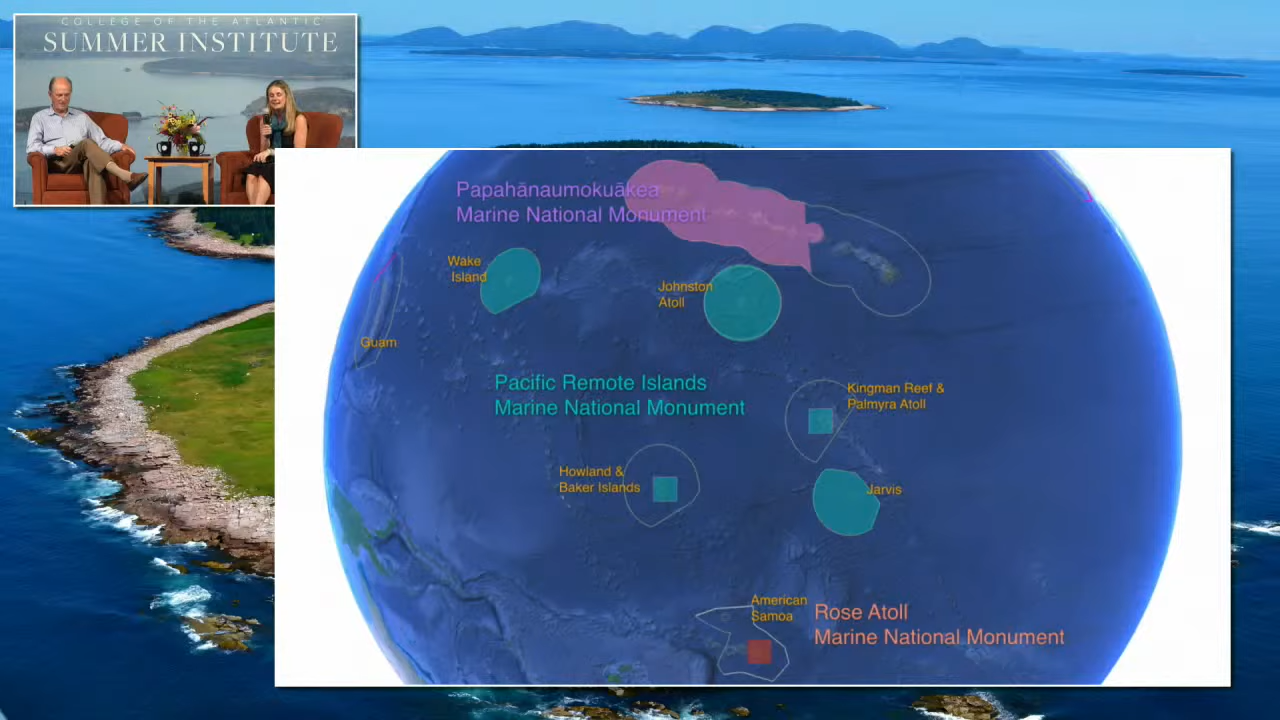 COLLEGE OF THE ATLANTIC
SUMMER INSTITUTE
Papahānaumokuākea
Marine National Monument
Wake
Island
Johnston
Atoll
Guam
Pacific Remote Islands
Marine National Monument
Kingman Reef &
Palmyra Atoll
Howland &
Baker Islands
Jarvis
American
Samoa
Rose Atoll
Marine National Monument